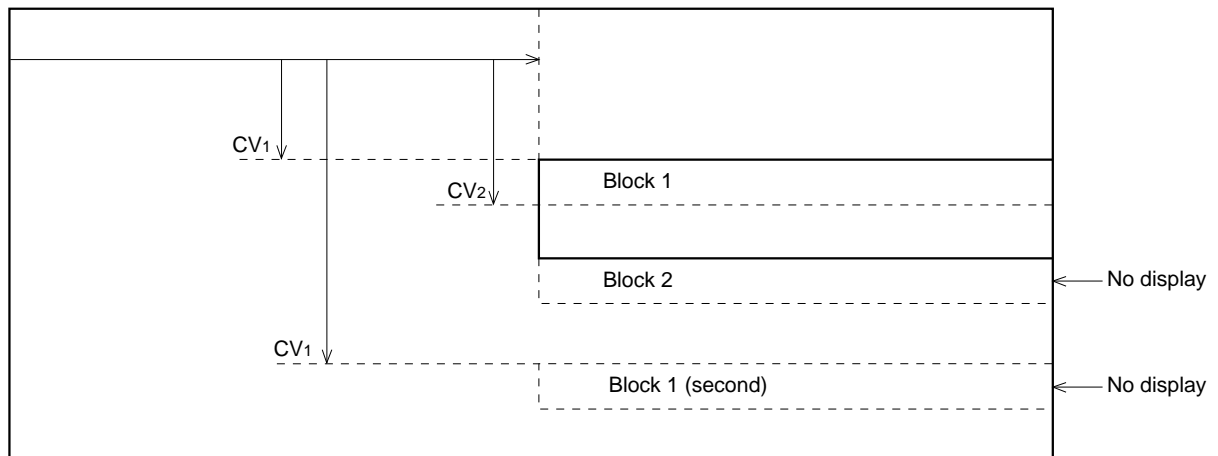 CV1
Block 1
CV2
Block 2
No display
CV1
Block 1 (second)
No display